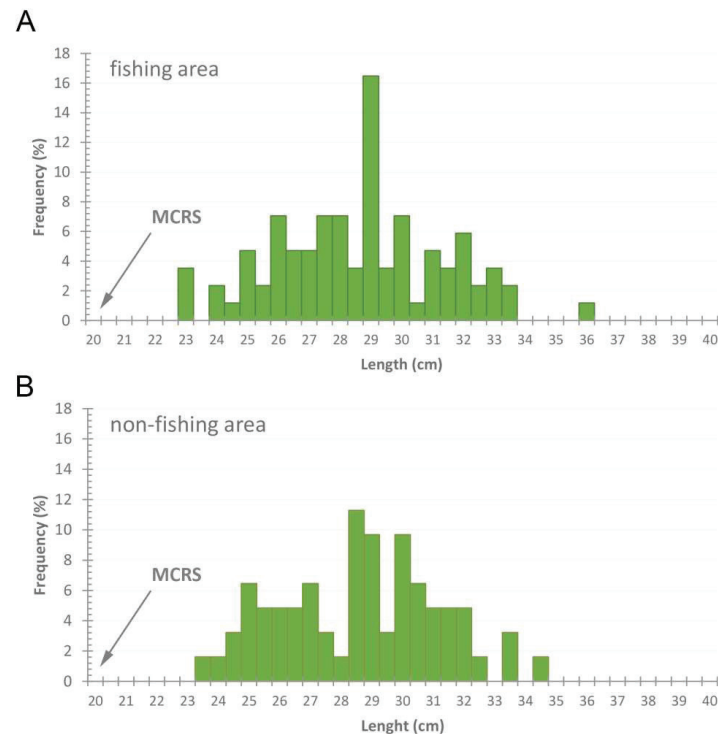 A
fishing area
18
16
14
12
10
8
6
4
2
0
Frequency (%)
MCRS
20 21 22 23 24 25 26 27 28 29 30 31 32 33 34 35 36 37 38 39 40
Length (cm)
B
non-fishing area
18
16
14
12
10
8
6
4
2
0
Frequency (%)
MCRS
20 21 22 23 24 25 26 27 28 29 30 31 32 33 34 35 36 37 38 39 40
Lenght (cm)